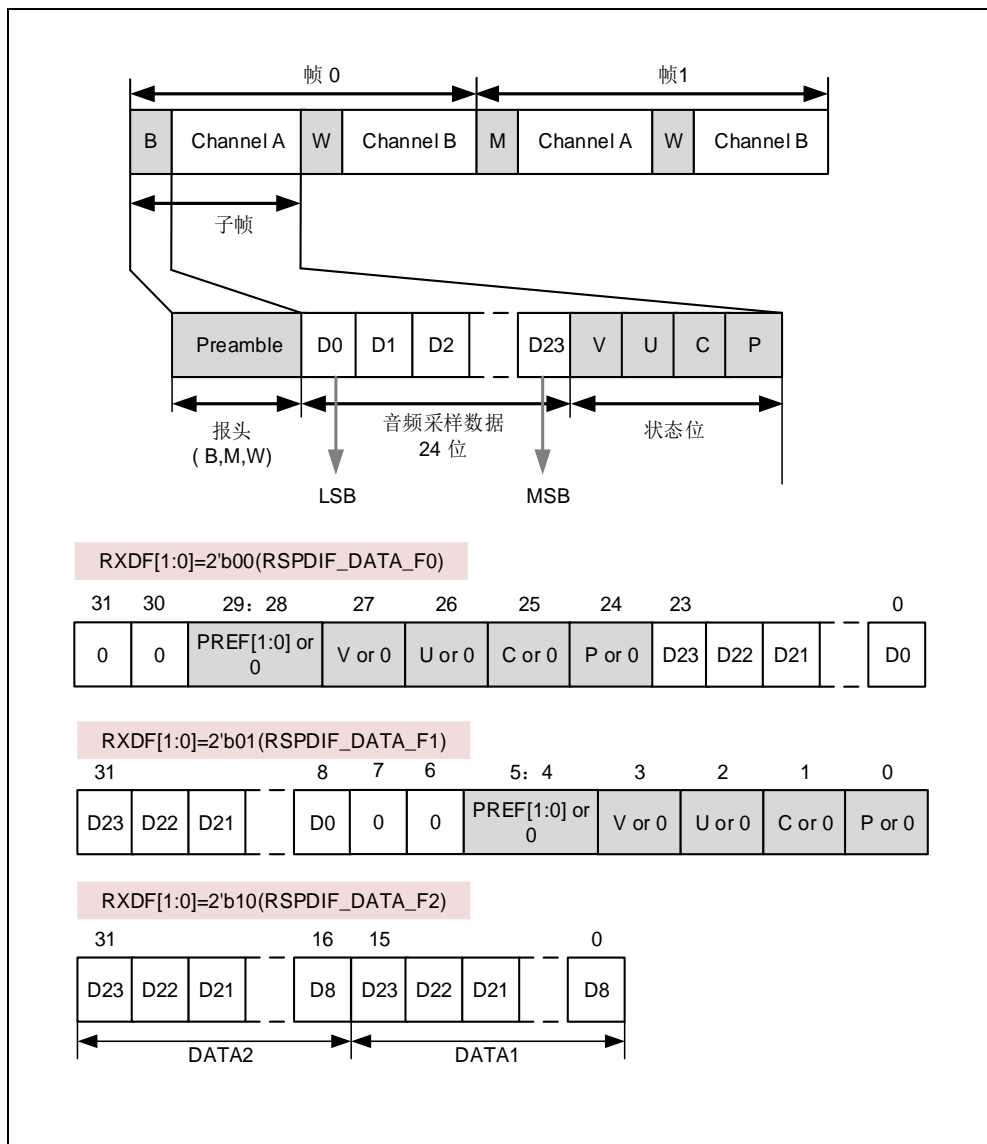 帧 0 帧1
B Channel A W Channel B M Channel A W Channel B
子帧
Preamble D0 D1 D2 D23 V U C P
报头 音频采样数据 状态位
( B,M,W) 24 位
LSB MSB
RXDF[1:0]=2'b00(RSPDIF_DATA_F0)
31 30 29：28 27 26 25 24 23 0
0 0 PREF[1:0] or 0 V or 0 U or 0 C or 0 P or 0 D23 D22 D21 D0
RXDF[1:0]=2'b01(RSPDIF_DATA_F1)
31 8 7 6 5：4 3 2 1 0
D23 D22 D21 D0 0 0 PREF[1:0] or 0 V or 0 U or 0 C or 0 P or 0
RXDF[1:0]=2'b10(RSPDIF_DATA_F2)
31 16 15 0
D23 D22 D21 D8 D23 D22 D21 D8
DATA2 DATA1